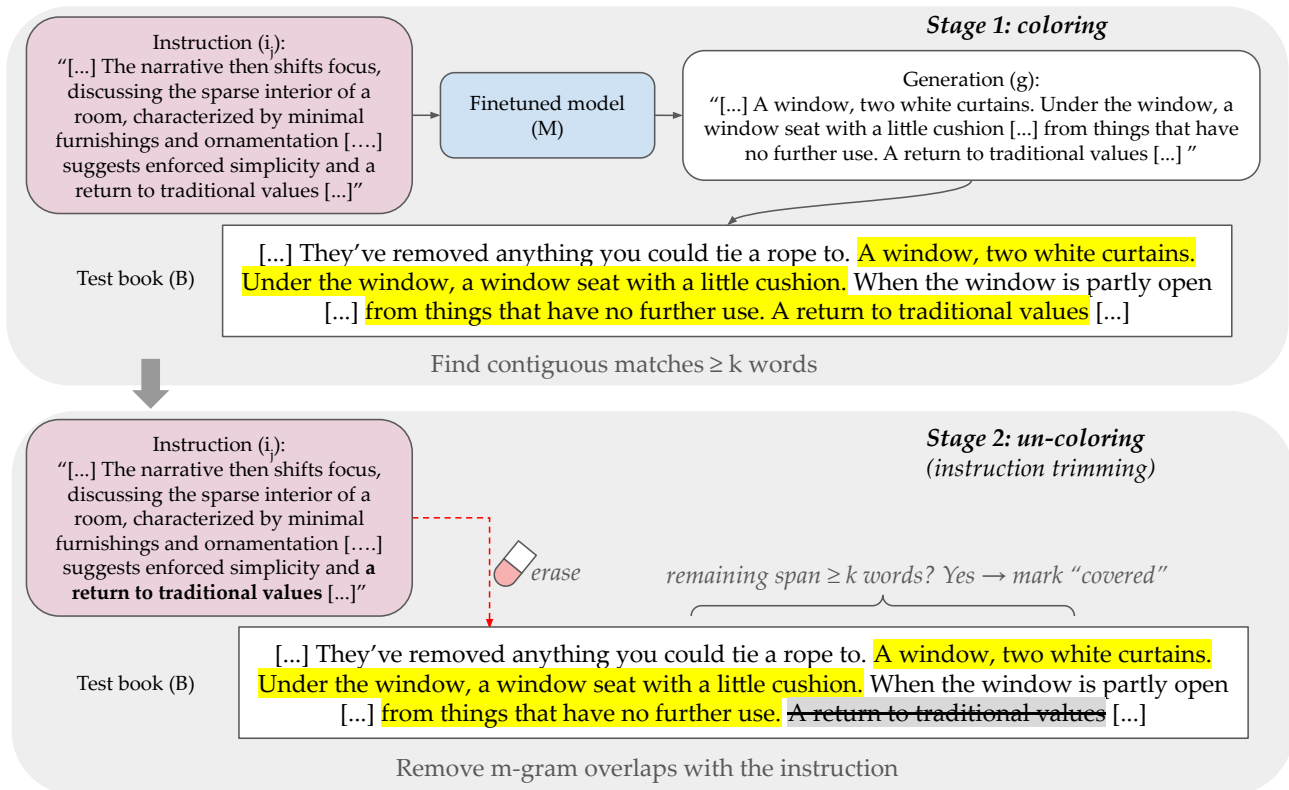 Stage 1: coloring
Instruction (i_j):
“[...] The narrative then shifts focus,
discussing the sparse interior of a
room, characterized by minimal
furnishings and ornamentation [....]
suggests enforced simplicity and a
return to traditional values [...]”
Finetuned model
(M)
Generation (g):
“[...] A window, two white curtains. Under the window, a
window seat with a little cushion [...] from things that have
no further use. A return to traditional values [...] ”
Test book (B)
[...] They’ve removed anything you could tie a rope to. A window, two white curtains.
Under the window, a window seat with a little cushion. When the window is partly open
[...] from things that have no further use. A return to traditional values [...]
Find contiguous matches ≥ k words
Stage 2: un-coloring
(instruction trimming)
Instruction (i_j):
“[...] The narrative then shifts focus,
discussing the sparse interior of a
room, characterized by minimal
furnishings and ornamentation [....]
suggests enforced simplicity and a
return to traditional values [...]”
erase
remaining span ≥ k words? Yes → mark “covered”
Test book (B)
[...] They’ve removed anything you could tie a rope to. A window, two white curtains.
Under the window, a window seat with a little cushion. When the window is partly open
[...] from things that have no further use. A return to traditional values [...]
Remove m-gram overlaps with the instruction